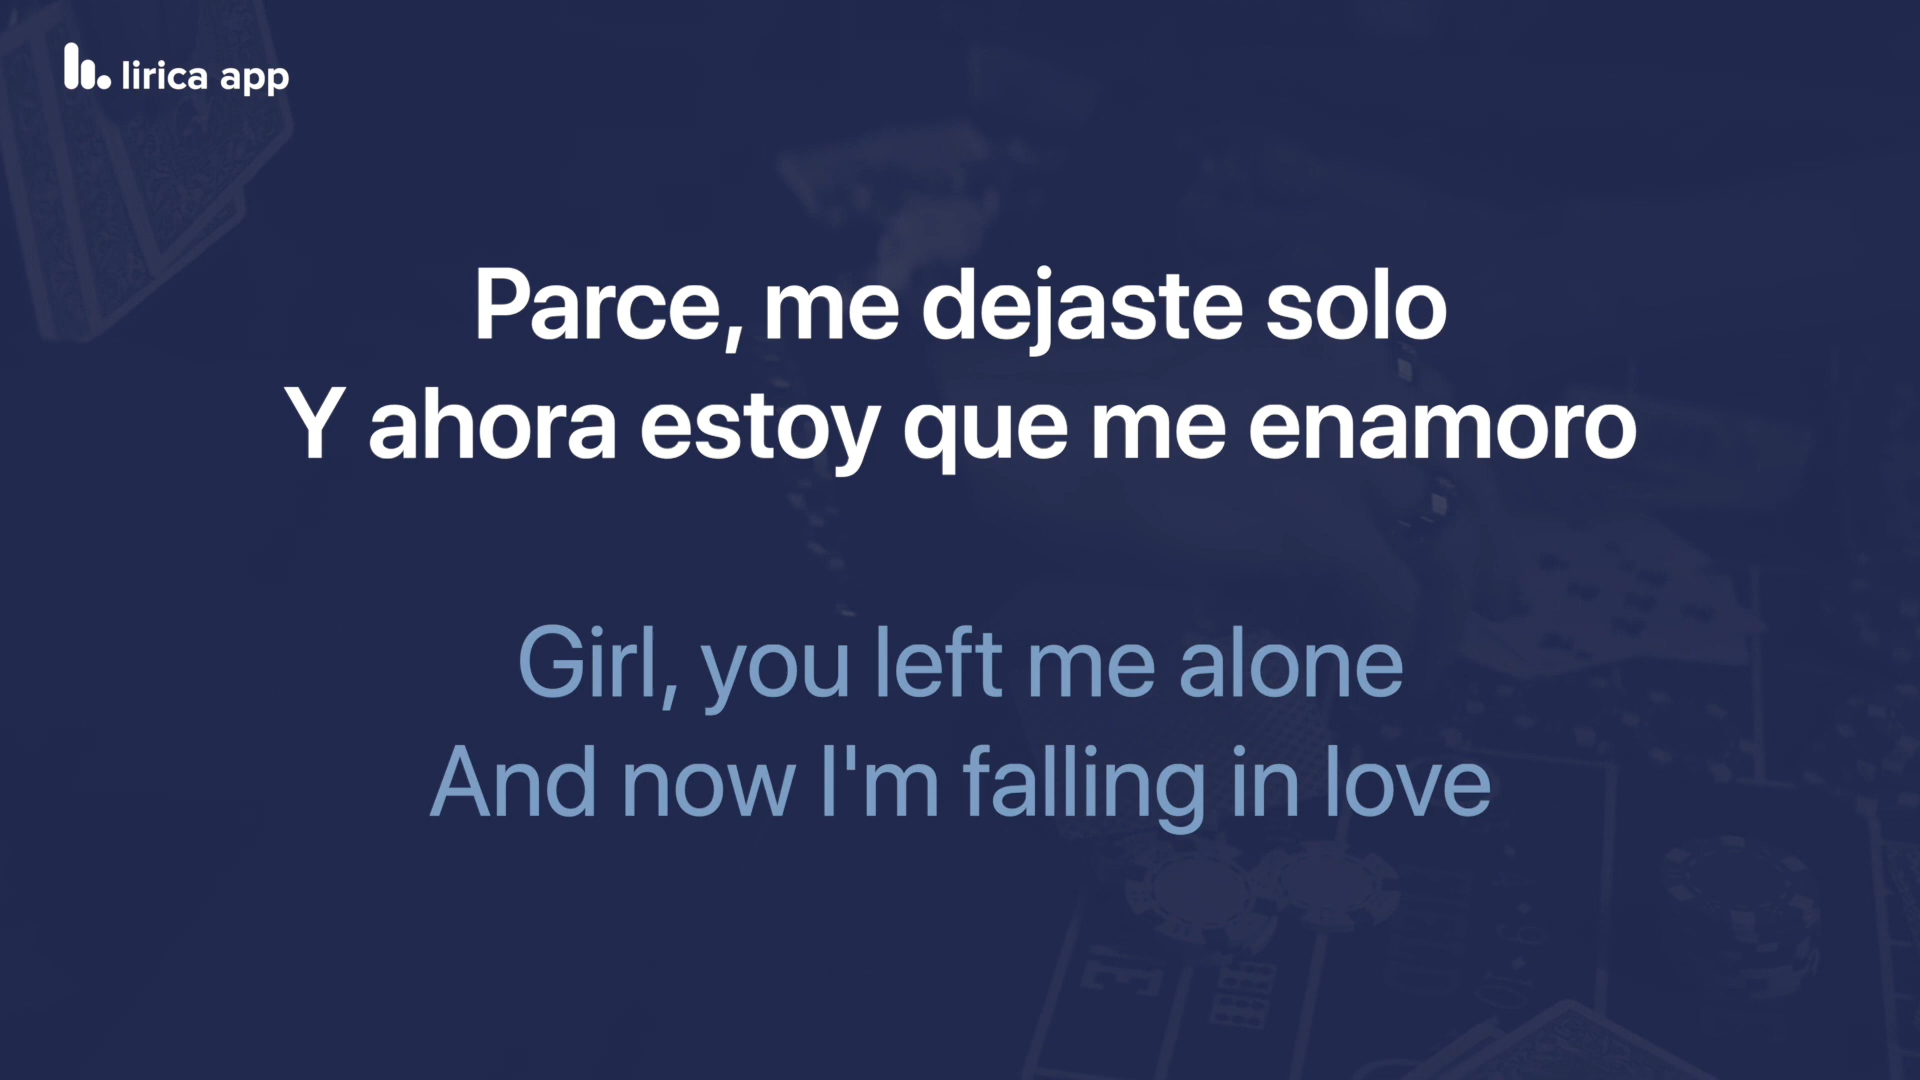 lirica app
Parce, me dejaste solo
Y ahora estoy que me enamoro
Girl, you left me alone
And now I'm falling in love